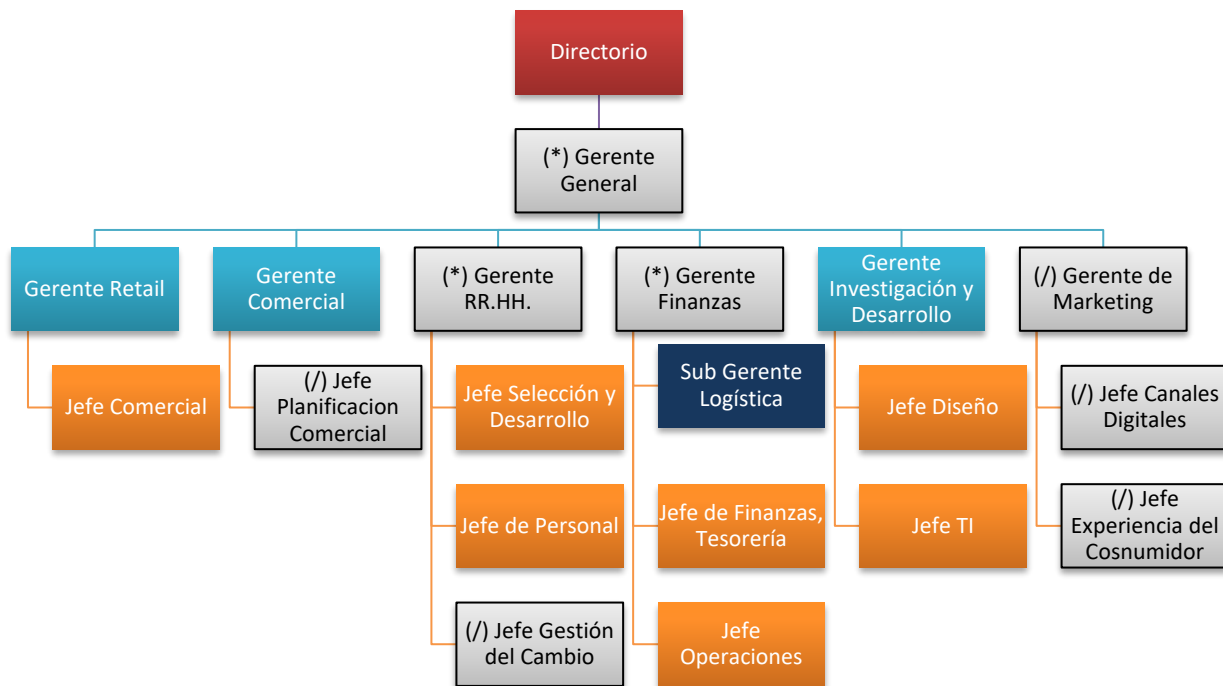 Directorio
(*) Gerente
General
Gerente Retail
Gerente
Comercial
(*) Gerente
RR.HH.
(*) Gerente
Finanzas
Gerente
Investigación y
Desarrollo
(/) Gerente de
Marketing
Jefe Comercial
(/) Jefe
Planificacion
Comercial
Jefe Selección y
Desarrollo
Sub Gerente
Logística
Jefe Diseño
(/) Jefe Canales
Digitales
Jefe de Personal
Jefe de Finanzas,
Tesorería
Jefe TI
(/) Jefe
Experiencia del
Cosnumidor
(/) Jefe Gestión
del Cambio
Jefe
Operaciones